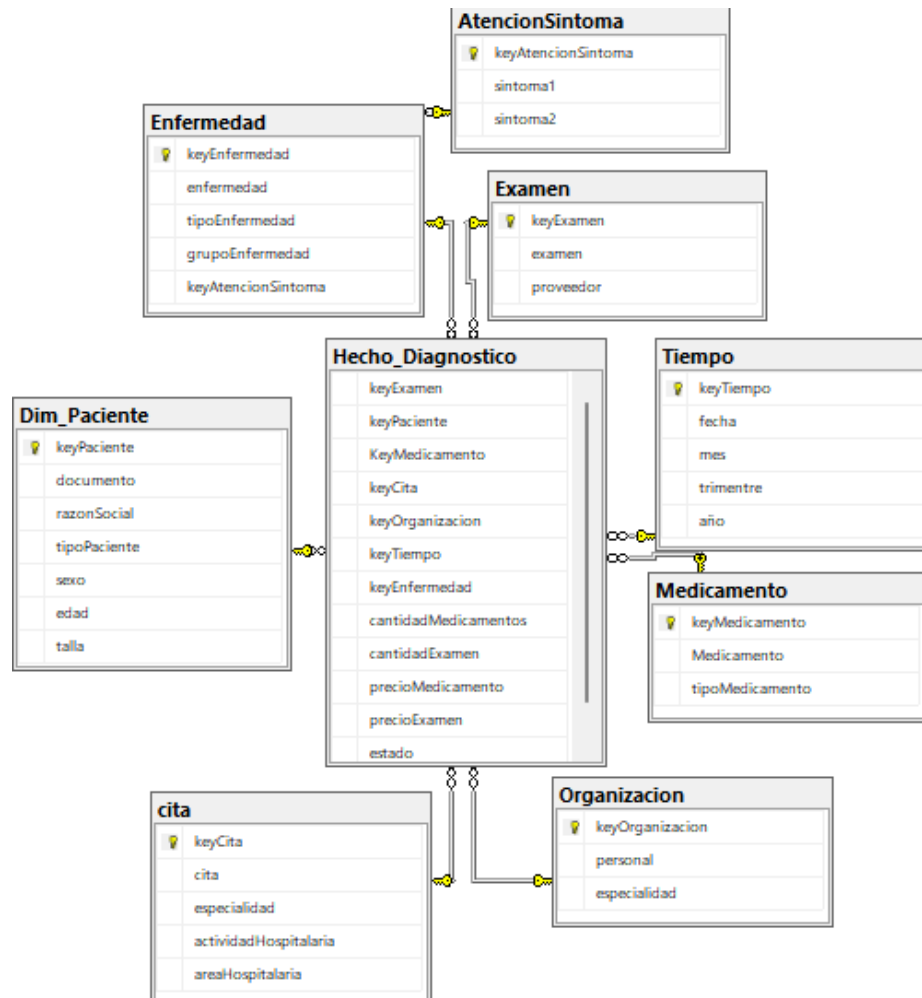 AtencionSintoma
keyAtencionSintoma
sintoma1
sintoma2
Enfermedad
keyEnfermedad
enfermedad
tipoEnfermedad
grupoEnfermedad
keyAtencionSintoma
Examen
keyExamen
examen
proveedor
Hecho_Diagnostico
keyExamen
keyPaciente
KeyMedicamento
keyCita
keyOrganizacion
keyTiempo
keyEnfermedad
cantidadMedicamentos
cantidadExamen
precioMedicamento
precioExamen
estado
Tiempo
keyTiempo
fecha
mes
trimentre
año
Dim_Paciente
keyPaciente
documento
razonSocial
tipoPaciente
sexo
edad
talla
Medicamento
keyMedicamento
Medicamento
tipoMedicamento
cita
keyCita
cita
especialidad
actividadHospitalaria
areaHospitalaria
Organizacion
keyOrganizacion
personal
especialidad